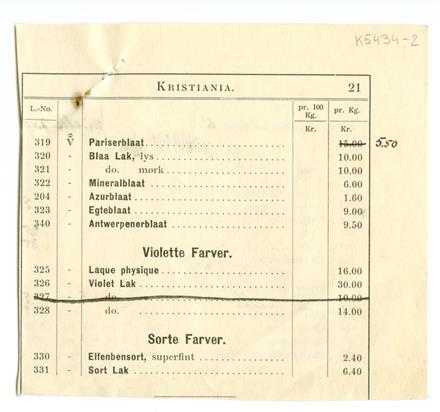 K5434-2
KRISTIANIA. 21
L.-No. pr. 100 Kg. pr. Kg.
Kr. Kr.
319 V̊ Pariserblaat 15.00 5.50
320 - Blaa Lak, lys 10.00
321 - do. mørk 10.00
322 - Mineralblaat 6.00
204 - Azurblaat 1.60
323 - Egteblaat 9.00
340 - Antwerpenerblaat 9.50
Violette Farver.
325 - Laque physique 16.00
326 - Violet Lak 30.00
327 - do. 10.00
328 - do. 14.00
Sorte Farver.
330 - Elfenbensort, superfint 2.40
331 - Sort Lak 6.40